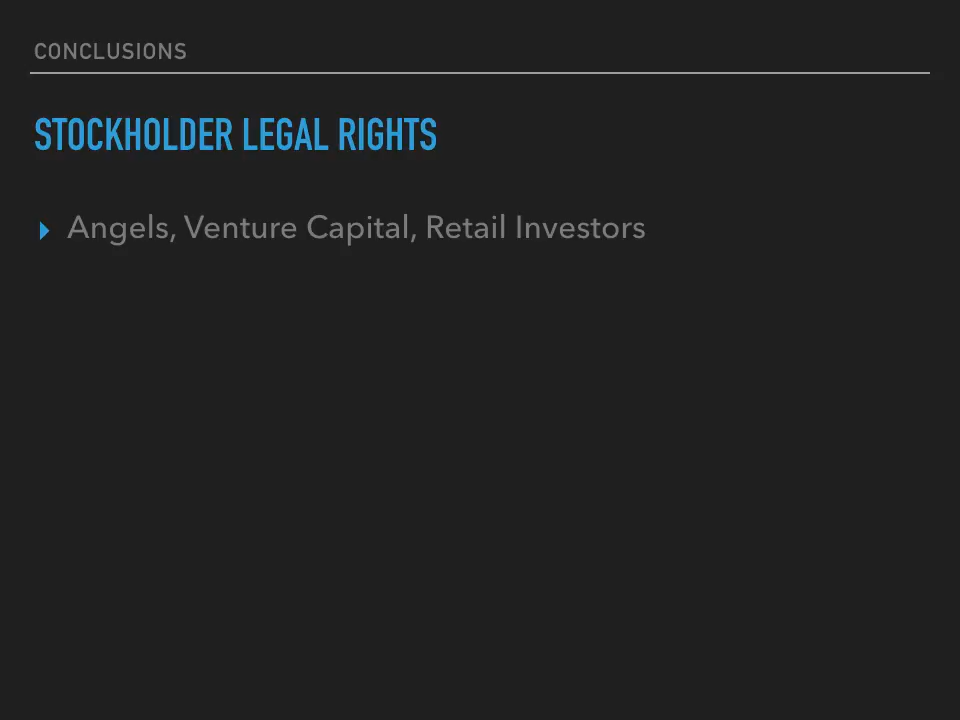 CONCLUSIONS
STOCKHOLDER LEGAL RIGHTS
▸ Angels, Venture Capital, Retail Investors